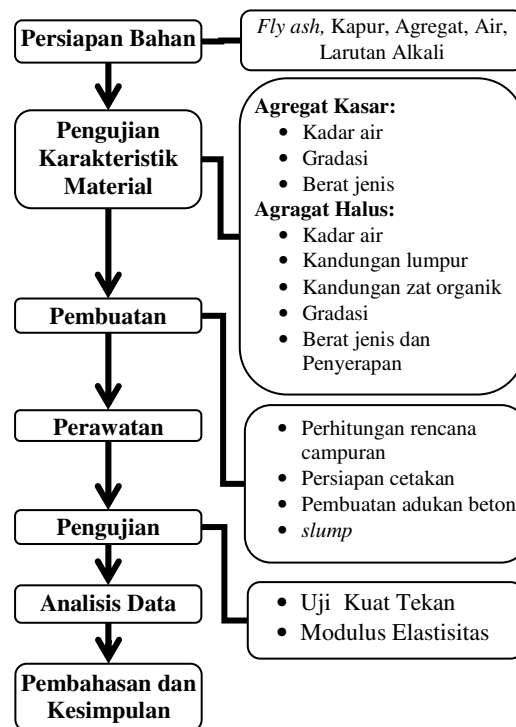 Persiapan Bahan
Fly ash, Kapur, Agregat, Air,
Larutan Alkali
Pengujian
Karakteristik
Material
Agregat Kasar:
• Kadar air
• Gradasi
• Berat jenis
Agragat Halus:
• Kadar air
• Kandungan lumpur
• Kandungan zat organik
• Gradasi
• Berat jenis dan
Penyerapan
Pembuatan
• Perhitungan rencana
campuran
• Persiapan cetakan
• Pembuatan adukan beton
• slump
Perawatan
Pengujian
• Uji Kuat Tekan
• Modulus Elastisitas
Analisis Data
Pembahasan dan
Kesimpulan